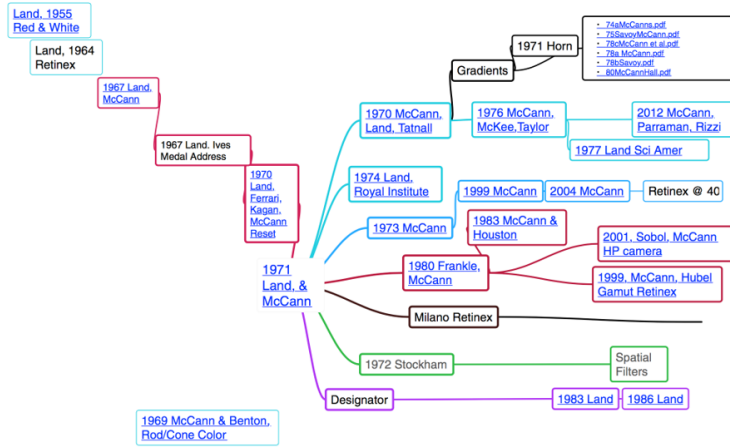 Land, 1955
Red & White
Land, 1964
Retinex
1967 Land,
McCann
1967 Land. Ives
Medal Address
1970
Land,
Ferrari,
Kagan,
McCann
Reset
1971
Land, &
McCann
1969 McCann & Benton,
Rod/Cone Color
Gradients
1971 Horn
• 74aMcCanns.pdf
• 75SavoyMcCann.pdf
• 78cMcCann et al.pdf
• 78a McCann.pdf
• 78bSavoy.pdf
• 80McCannHall.pdf
1970 McCann,
Land, Tatnall
1976 McCann,
McKee,Taylor
2012 McCann,
Parraman, Rizzi
1977 Land Sci Amer
1974 Land,
Royal Institute
1999 McCann
2004 McCann
Retinex @ 40
1973 McCann
1983 McCann &
Houston
1980 Frankle,
McCann
2001, Sobol, McCann
HP camera
1999, McCann, Hubel
Gamut Retinex
Milano Retinex
1972 Stockham
Spatial
Filters
Designator
1983 Land
1986 Land